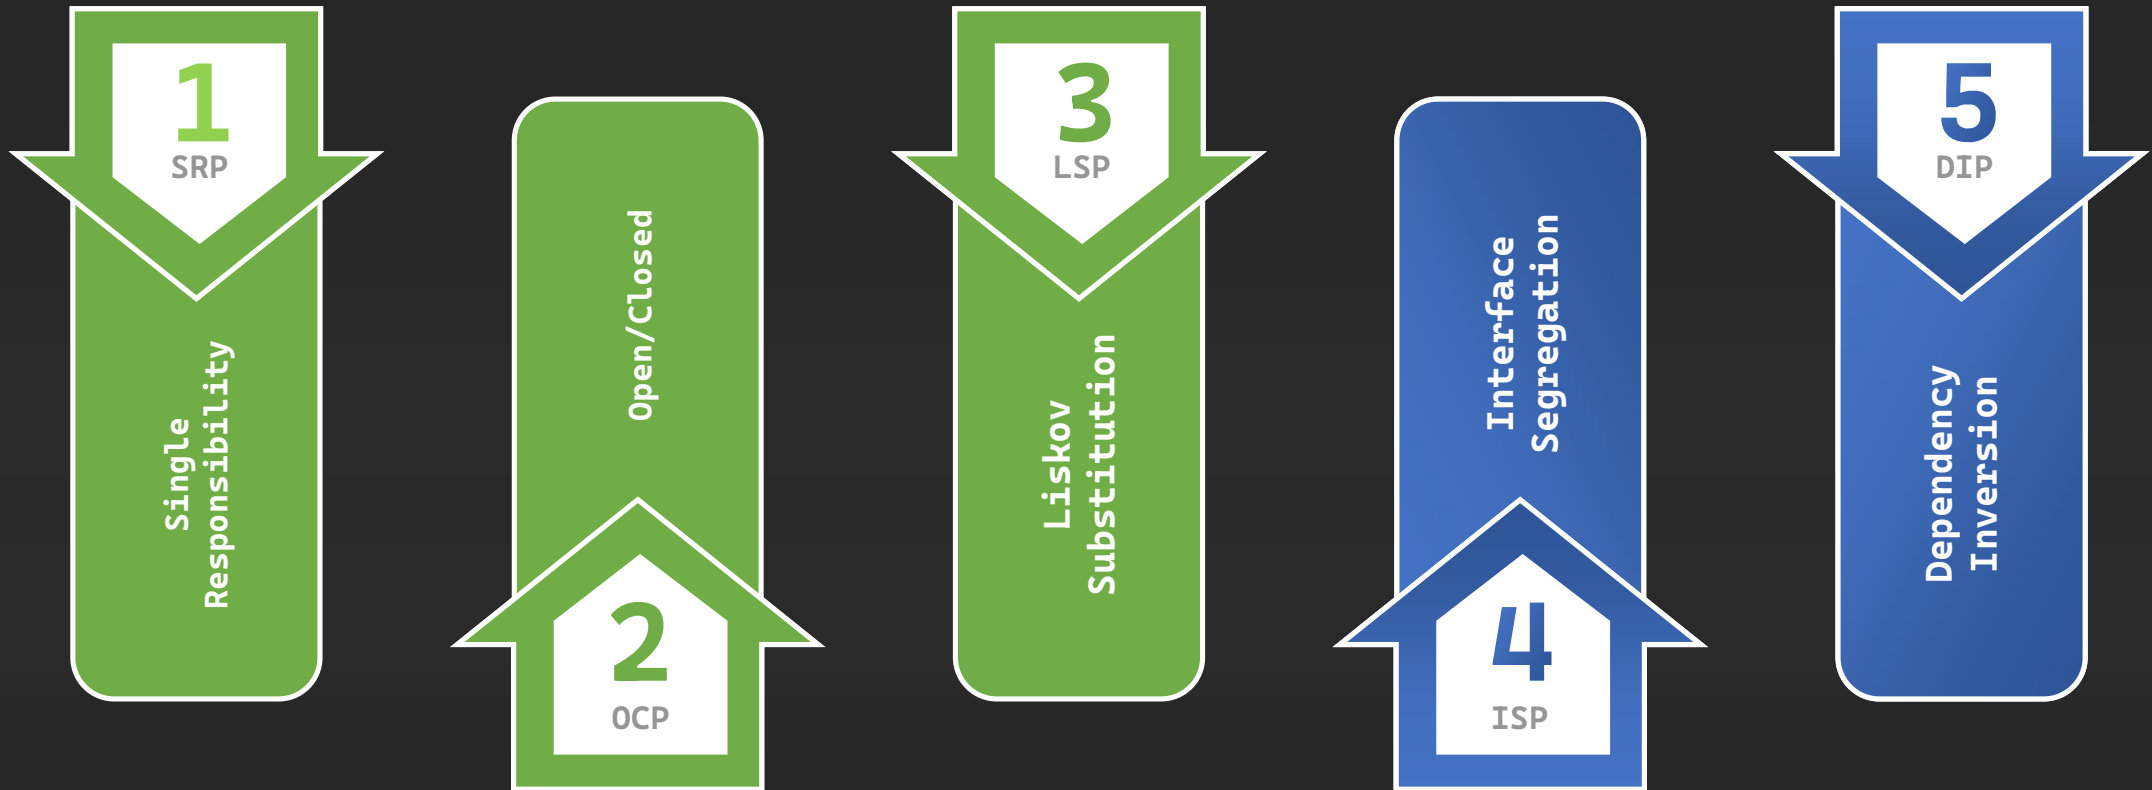 1
SRP
Single
Responsibility
Open/Closed
2
OCP
3
LSP
Liskov
Substitution
Interface
Segregation
4
ISP
5
DIP
Dependency
Inversion